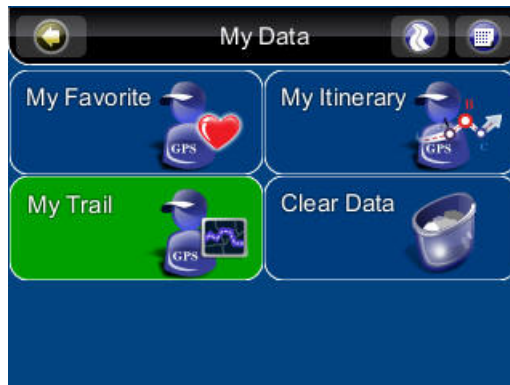 My Data
My Favorite
GPS
My Itinerary
GPS
B
C
My Trail
GPS
Clear Data